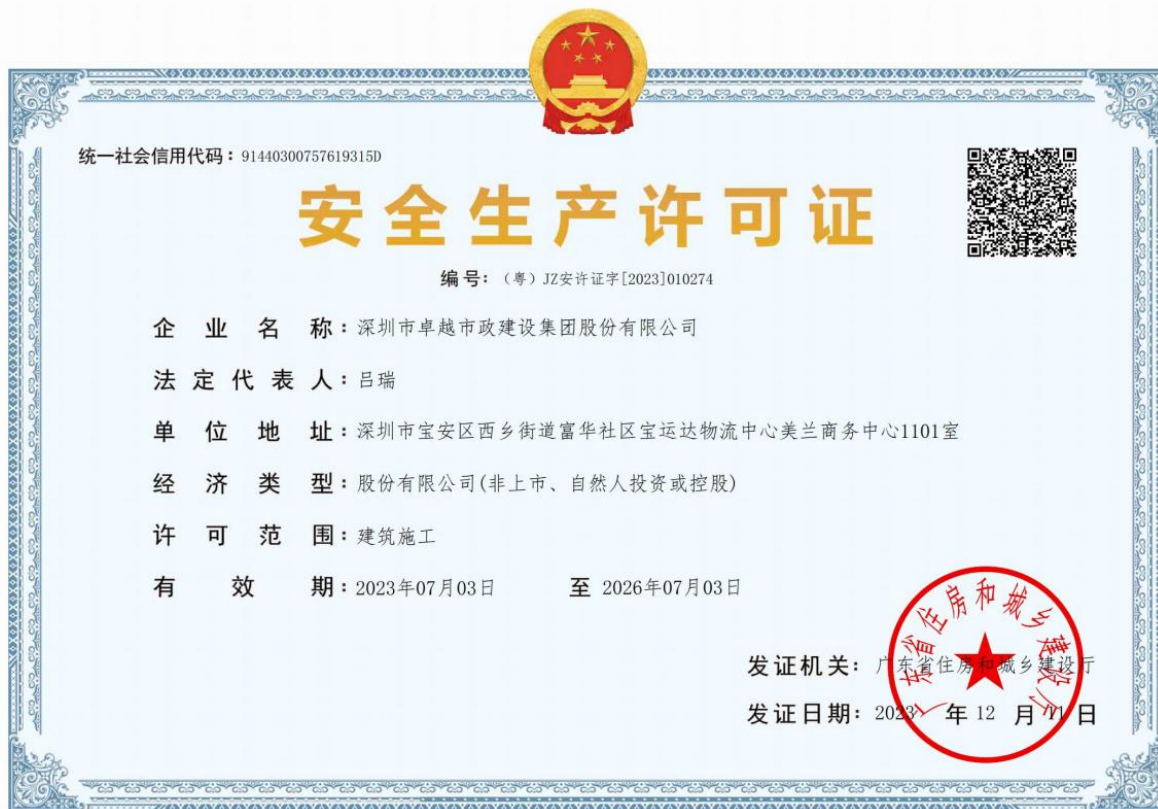 统一社会信用代码：91440300757619315D
安全生产许可证
编号：（粤）JZ安许证字[2023]010274
企业名称：深圳市卓越市政建设集团股份有限公司
法定代表人：吕瑞
单位地址：深圳市宝安区西乡街道富华社区宝运达物流中心美兰商务中心1101室
经济类型：股份有限公司(非上市、自然人投资或控股)
许可范围：建筑施工
有效期：2023年07月03日 至 2026年07月03日
发证机关：广东省住房和城乡建设厅
发证日期：2023 年 12 月 11 日
广东省住房和城乡建设厅